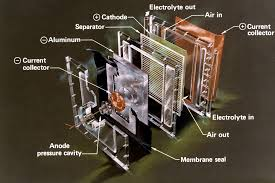 Electrolyte out
⊕ Cathode
Air in
Separator
⊖ Aluminum
⊕ Current
collector
⊖ Current
collector
Electrolyte in
Anode
pressure cavity
Air out
Membrane seal